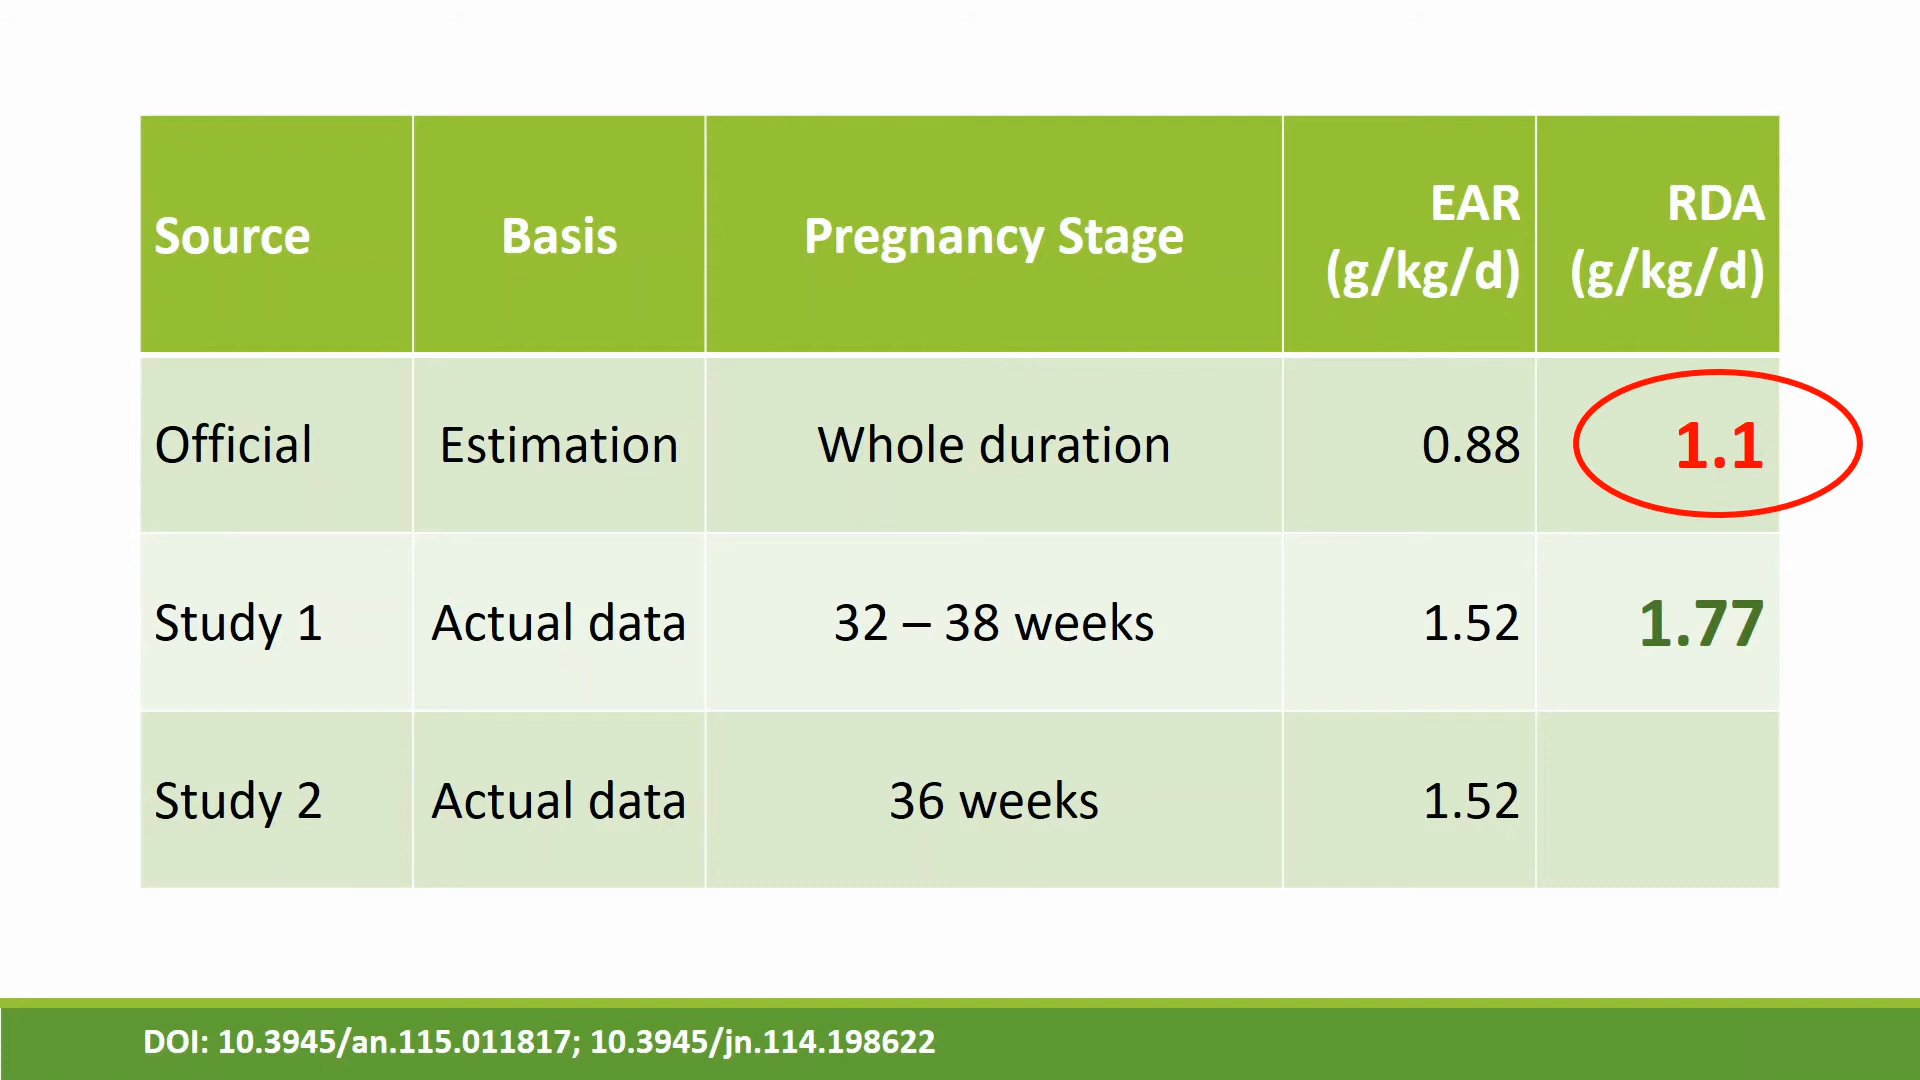 Source Basis Pregnancy Stage EAR (g/kg/d) RDA (g/kg/d)
Official Estimation Whole duration 0.88 1.1
Study 1 Actual data 32 – 38 weeks 1.52 1.77
Study 2 Actual data 36 weeks 1.52
DOI: 10.3945/an.115.011817; 10.3945/jn.114.198622